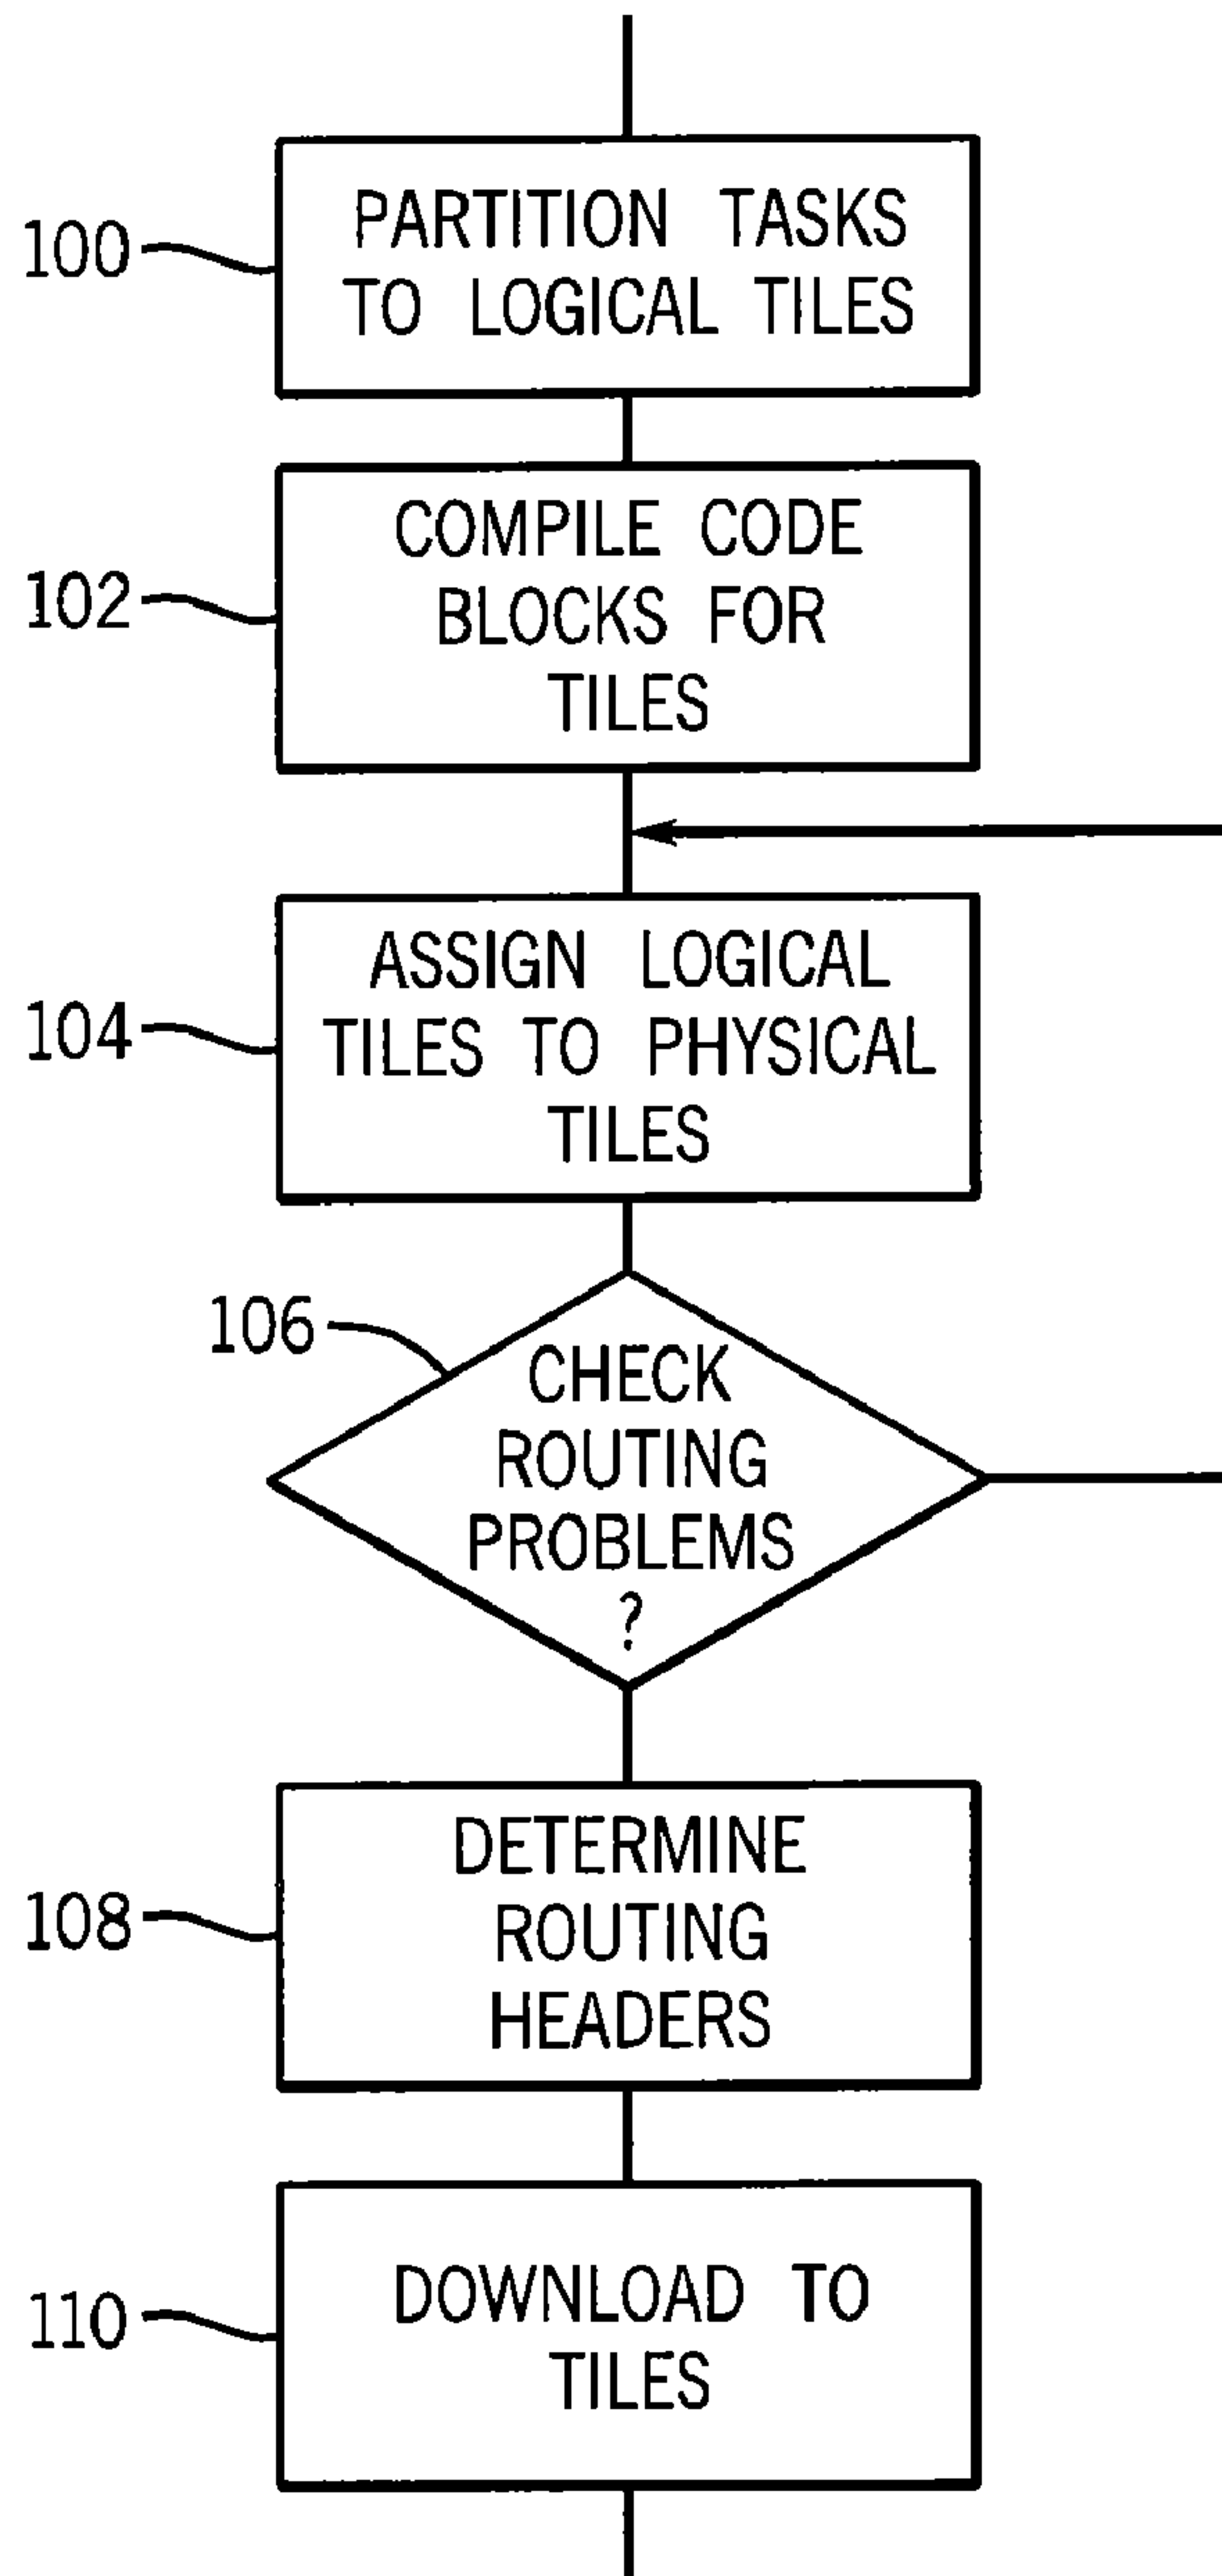 100
PARTITION TASKS
TO LOGICAL TILES
102
COMPILE CODE
BLOCKS FOR
TILES
104
ASSIGN LOGICAL
TILES TO PHYSICAL
TILES
106
CHECK
ROUTING
PROBLEMS
?
108
DETERMINE
ROUTING
HEADERS
110
DOWNLOAD TO
TILES